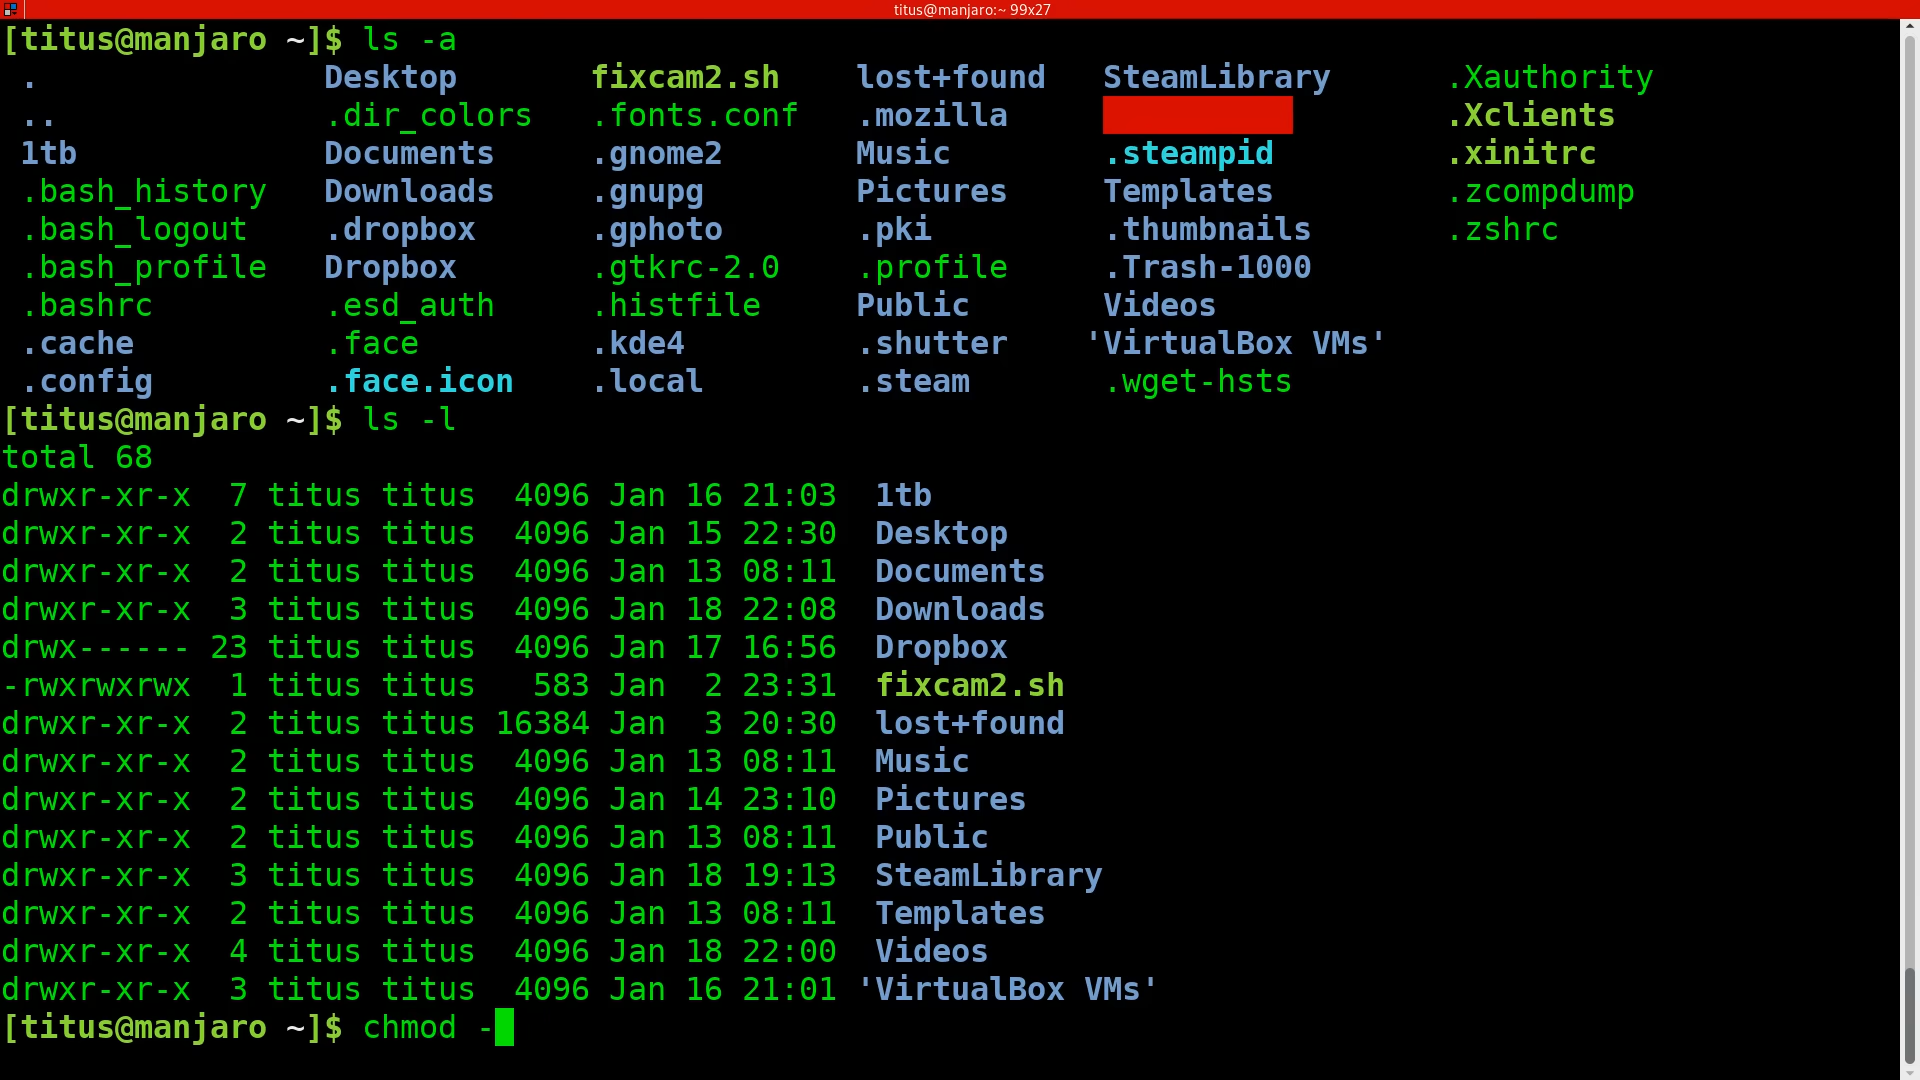 titus@manjaro:~ 99x27
[titus@manjaro ~]$ ls -a
. Desktop fixcam2.sh lost+found SteamLibrary .Xauthority
.. .dir_colors .fonts.conf .mozilla .Xclients
1tb Documents .gnome2 Music .steampid .xinitrc
.bash_history Downloads .gnupg Pictures Templates .zcompdump
.bash_logout .dropbox .gphoto .pki .thumbnails .zshrc
.bash_profile Dropbox .gtkrc-2.0 .profile .Trash-1000
.bashrc .esd_auth .histfile Public Videos
.cache .face .kde4 .shutter 'VirtualBox VMs'
.config .face.icon .local .steam .wget-hsts
[titus@manjaro ~]$ ls -l
total 68
drwxr-xr-x 7 titus titus 4096 Jan 16 21:03 1tb
drwxr-xr-x 2 titus titus 4096 Jan 15 22:30 Desktop
drwxr-xr-x 2 titus titus 4096 Jan 13 08:11 Documents
drwxr-xr-x 3 titus titus 4096 Jan 18 22:08 Downloads
drwx------ 23 titus titus 4096 Jan 17 16:56 Dropbox
-rwxrwxrwx 1 titus titus 583 Jan 2 23:31 fixcam2.sh
drwxr-xr-x 2 titus titus 16384 Jan 3 20:30 lost+found
drwxr-xr-x 2 titus titus 4096 Jan 13 08:11 Music
drwxr-xr-x 2 titus titus 4096 Jan 14 23:10 Pictures
drwxr-xr-x 2 titus titus 4096 Jan 13 08:11 Public
drwxr-xr-x 3 titus titus 4096 Jan 18 19:13 SteamLibrary
drwxr-xr-x 2 titus titus 4096 Jan 13 08:11 Templates
drwxr-xr-x 4 titus titus 4096 Jan 18 22:00 Videos
drwxr-xr-x 3 titus titus 4096 Jan 16 21:01 'VirtualBox VMs'
[titus@manjaro ~]$ chmod -